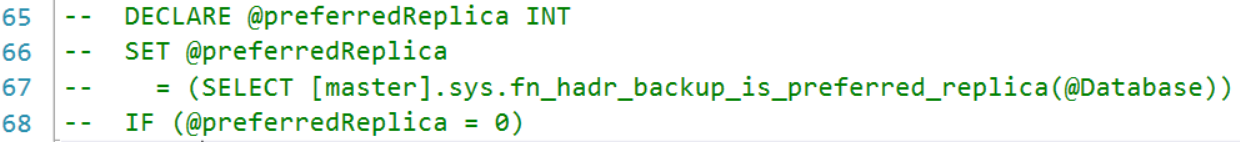 65 --  DECLARE @preferredReplica INT
66 --  SET @preferredReplica
67 --    = (SELECT [master].sys.fn_hadr_backup_is_preferred_replica(@Database))
68 --  IF (@preferredReplica = 0)